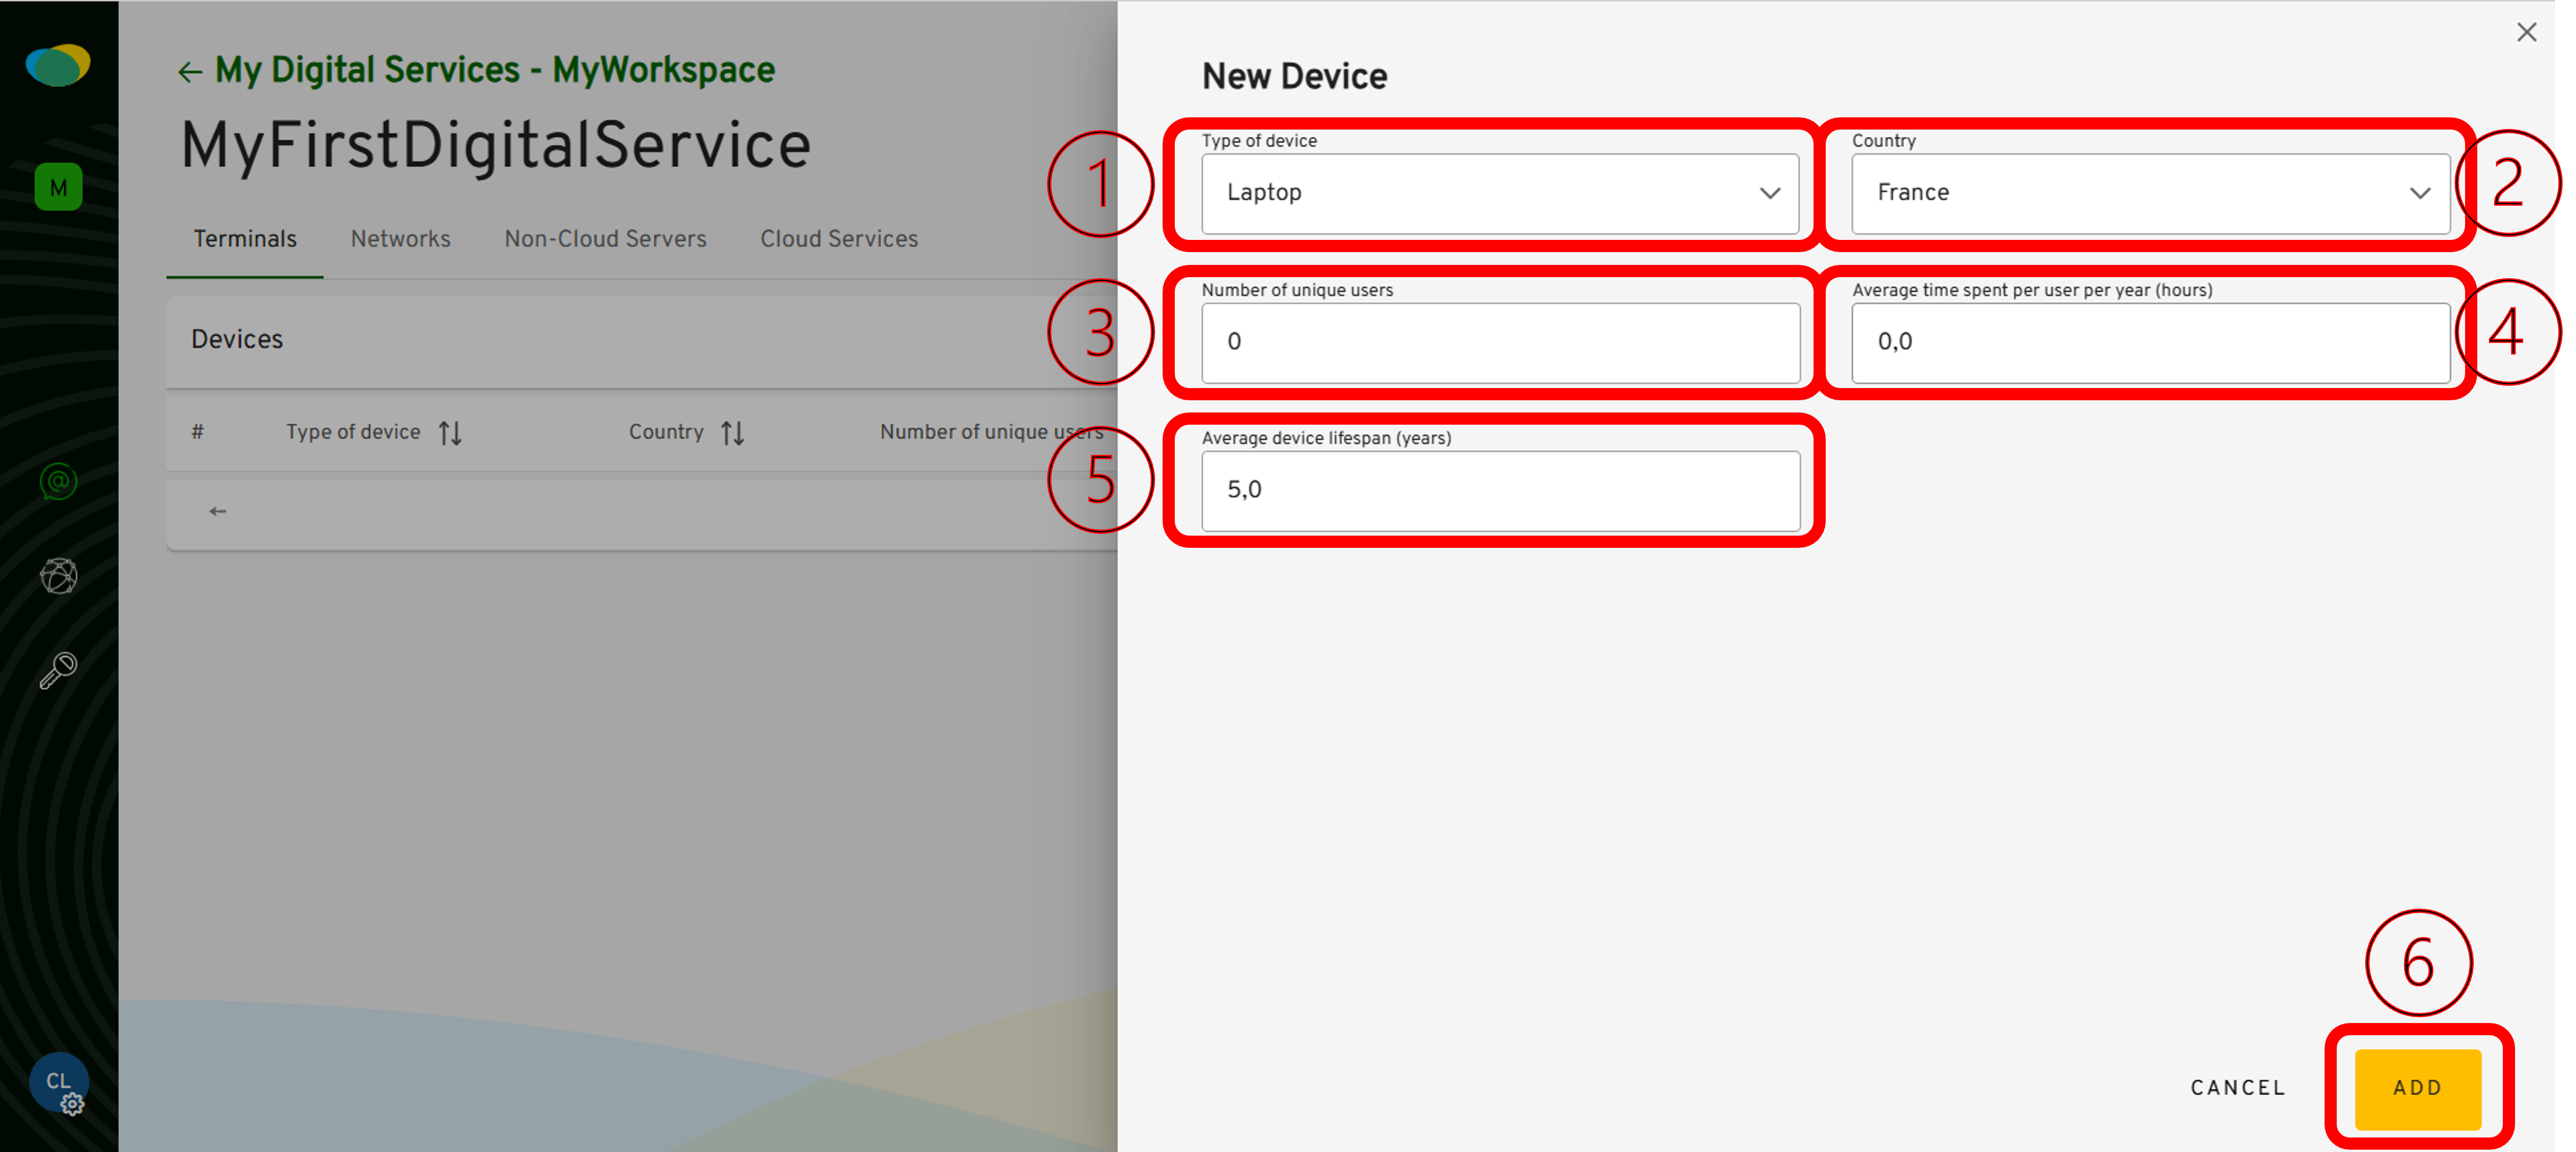 ← My Digital Services - MyWorkspace
MyFirstDigitalService
M
Terminals Networks Non-Cloud Servers Cloud Services
Devices
# Type of device Country Number of unique users
←
CL
New Device
1
Type of device
Laptop
Country
France
2
3
Number of unique users
0
Average time spent per user per year (hours)
0,0
4
5
Average device lifespan (years)
5,0
6
CANCEL ADD